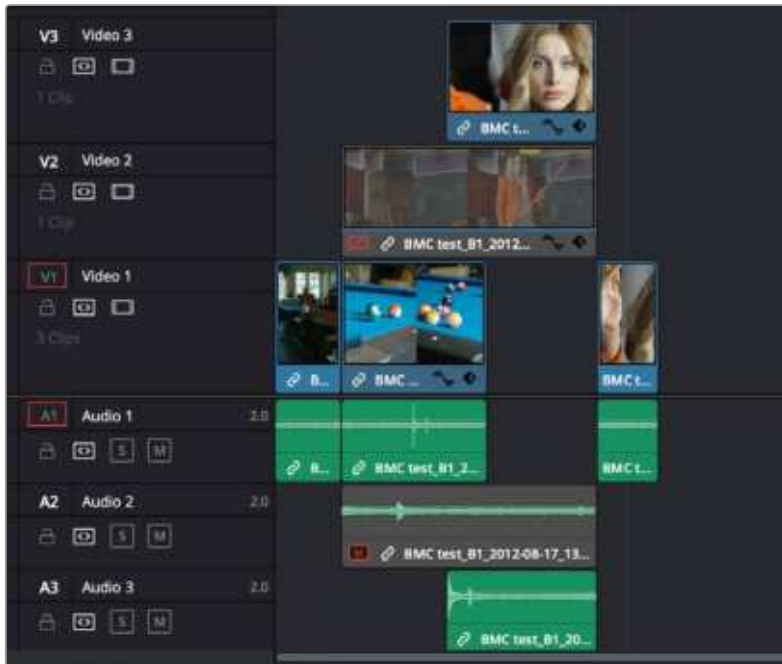 V3 Video 3
1 Clip
BMC t...
V2 Video 2
1 Clip
BMC test_B1_2012...
V1 Video 1
3 Clips
B...
BMC ...
BMC t...
A1 Audio 1 2.0
S M
B...
BMC test_B1_2...
BMC t...
A2 Audio 2 2.0
S M
M
BMC test_B1_2012-08-17_13...
A3 Audio 3 2.0
S M
BMC test_B1_20...